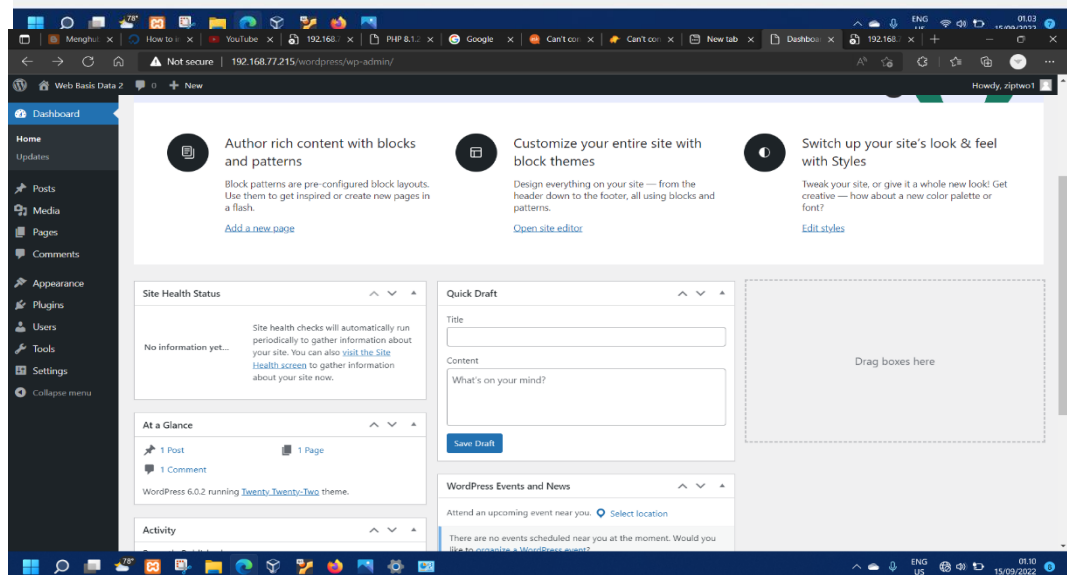 78°
ENG
US
01.03
15/09/2022
Menghul
How to
YouTube
192.168.
PHP 8.1.2
Google
Can't con
Can't con
New tab
Dashboar
192.168.
Not secure | 192.168.77.215/wordpress/wp-admin/
Web Basis Data 2
0
+ New
Howdy, ziptwo1
Dashboard
Home
Updates
Posts
Media
Pages
Comments
Appearance
Plugins
Users
Tools
Settings
Collapse menu
Author rich content with blocks
and patterns
Block patterns are pre-configured block layouts.
Use them to get inspired or create new pages in
a flash.
Add a new page
Customize your entire site with
block themes
Design everything on your site — from the
header down to the footer, all using blocks and
patterns.
Open site editor
Switch up your site's look & feel
with Styles
Tweak your site, or give it a whole new look! Get
creative — how about a new color palette or
font?
Edit styles
Site Health Status
No information yet...
Site health checks will automatically run
periodically to gather information about
your site. You can also visit the Site
Health screen to gather information
about your site now.
At a Glance
1 Post
1 Page
1 Comment
WordPress 6.0.2 running Twenty Twenty-Two theme.
Activity
Quick Draft
Title
Content
What's on your mind?
Save Draft
WordPress Events and News
Attend an upcoming event near you.
Select location
There are no events scheduled near you at the moment. Would you
like to organize a WordPress event?
Drag boxes here
78°
ENG
US
01.10
15/09/2022